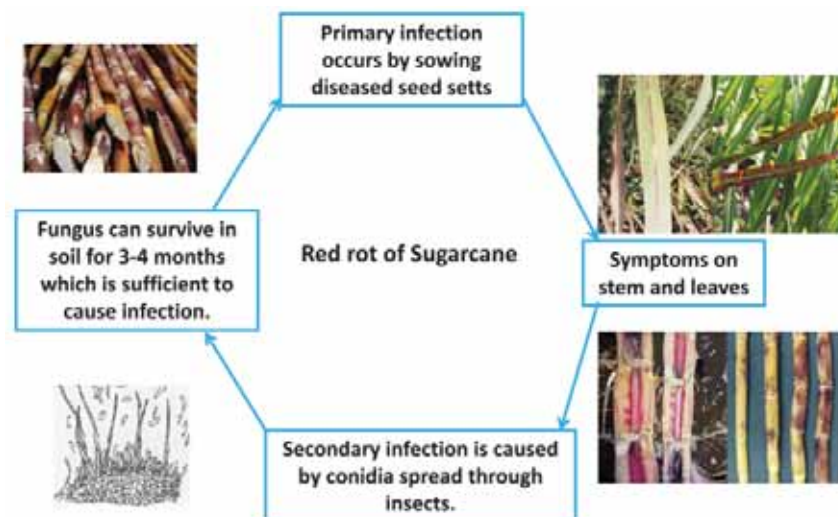 Primary infection
occurs by sowing
diseased seed setts
Fungus can survive in
soil for 3-4 months
which is sufficient to
cause infection.
Red rot of Sugarcane
Symptoms on
stem and leaves
Secondary infection is caused
by conidia spread through
insects.